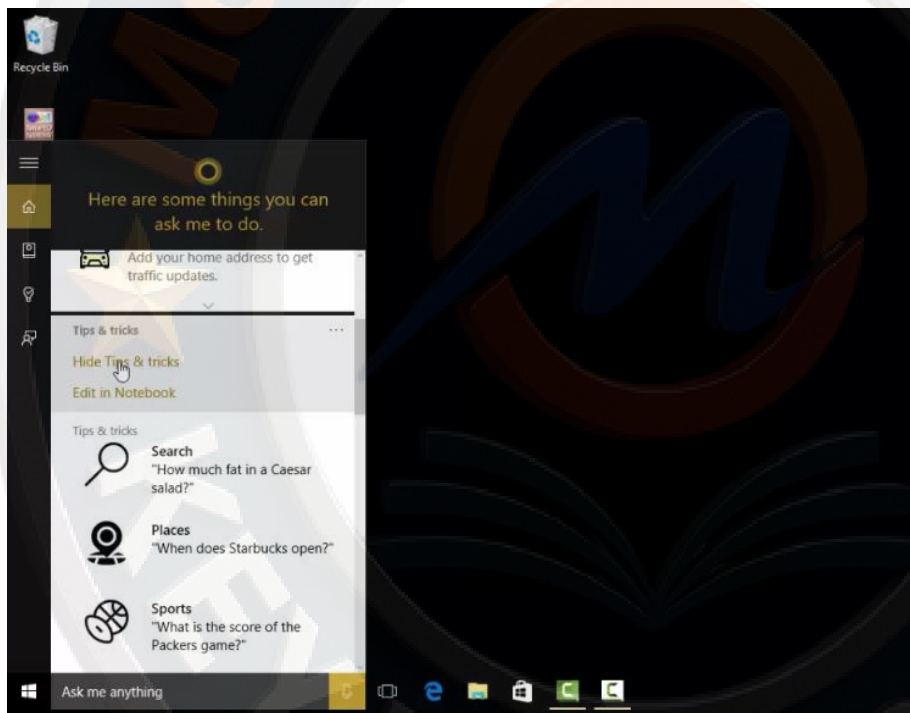 Recycle Bin
Here are some things you can
ask me to do.
Add your home address to get
traffic updates.
Tips & tricks
Hide Tips & tricks
Edit in Notebook
Tips & tricks
Search
"How much fat in a Caesar
salad?"
Places
"When does Starbucks open?"
Sports
"What is the score of the
Packers game?"
Ask me anything